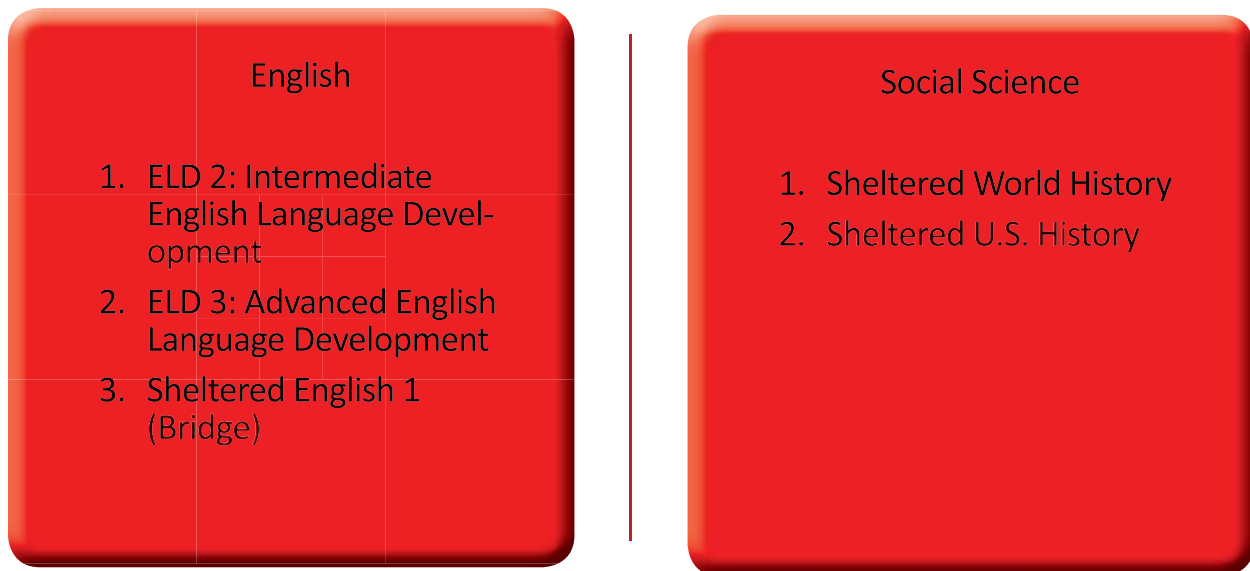 English
1. ELD 2: Intermediate
English Language Devel-
opment
2. ELD 3: Advanced English
Language Development
3. Sheltered English 1
(Bridge)
Social Science
1. Sheltered World History
2. Sheltered U.S. History